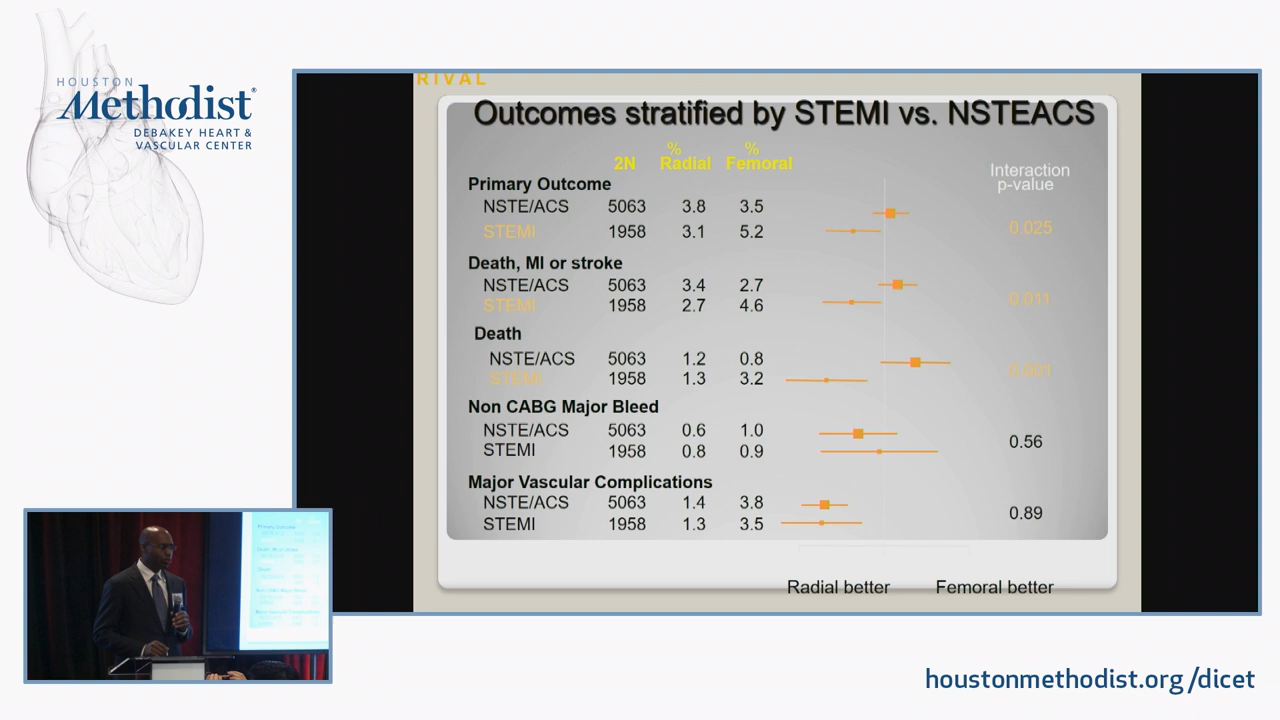 HOUSTON
Methodist®
DEBAKEY HEART &
VASCULAR CENTER
RIVAL
Outcomes stratified by STEMI vs. NSTEACS
2N % Radial % Femoral
Interaction p-value
Primary Outcome
NSTE/ACS 5063 3.8 3.5
STEMI 1958 3.1 5.2 0.025
Death, MI or stroke
NSTE/ACS 5063 3.4 2.7
STEMI 1958 2.7 4.6 0.011
Death
NSTE/ACS 5063 1.2 0.8
STEMI 1958 1.3 3.2 0.001
Non CABG Major Bleed
NSTE/ACS 5063 0.6 1.0
STEMI 1958 0.8 0.9 0.56
Major Vascular Complications
NSTE/ACS 5063 1.4 3.8
STEMI 1958 1.3 3.5 0.89
Radial better Femoral better
houstonmethodist.org/dicet